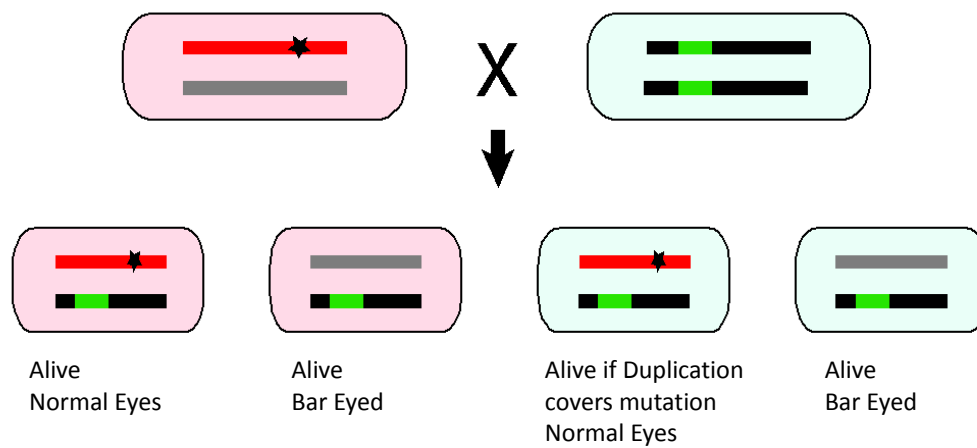 X
Alive
Normal Eyes
Alive
Bar Eyed
Alive if Duplication
covers mutation
Normal Eyes
Alive
Bar Eyed